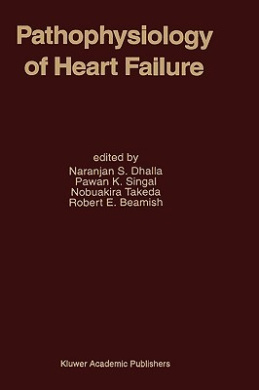 Pathophysiology
of Heart Failure
edited by
Naranjan S. Dhalla
Pawan K. Singal
Nobuakira Takeda
Robert E. Beamish
Kluwer Academic Publishers